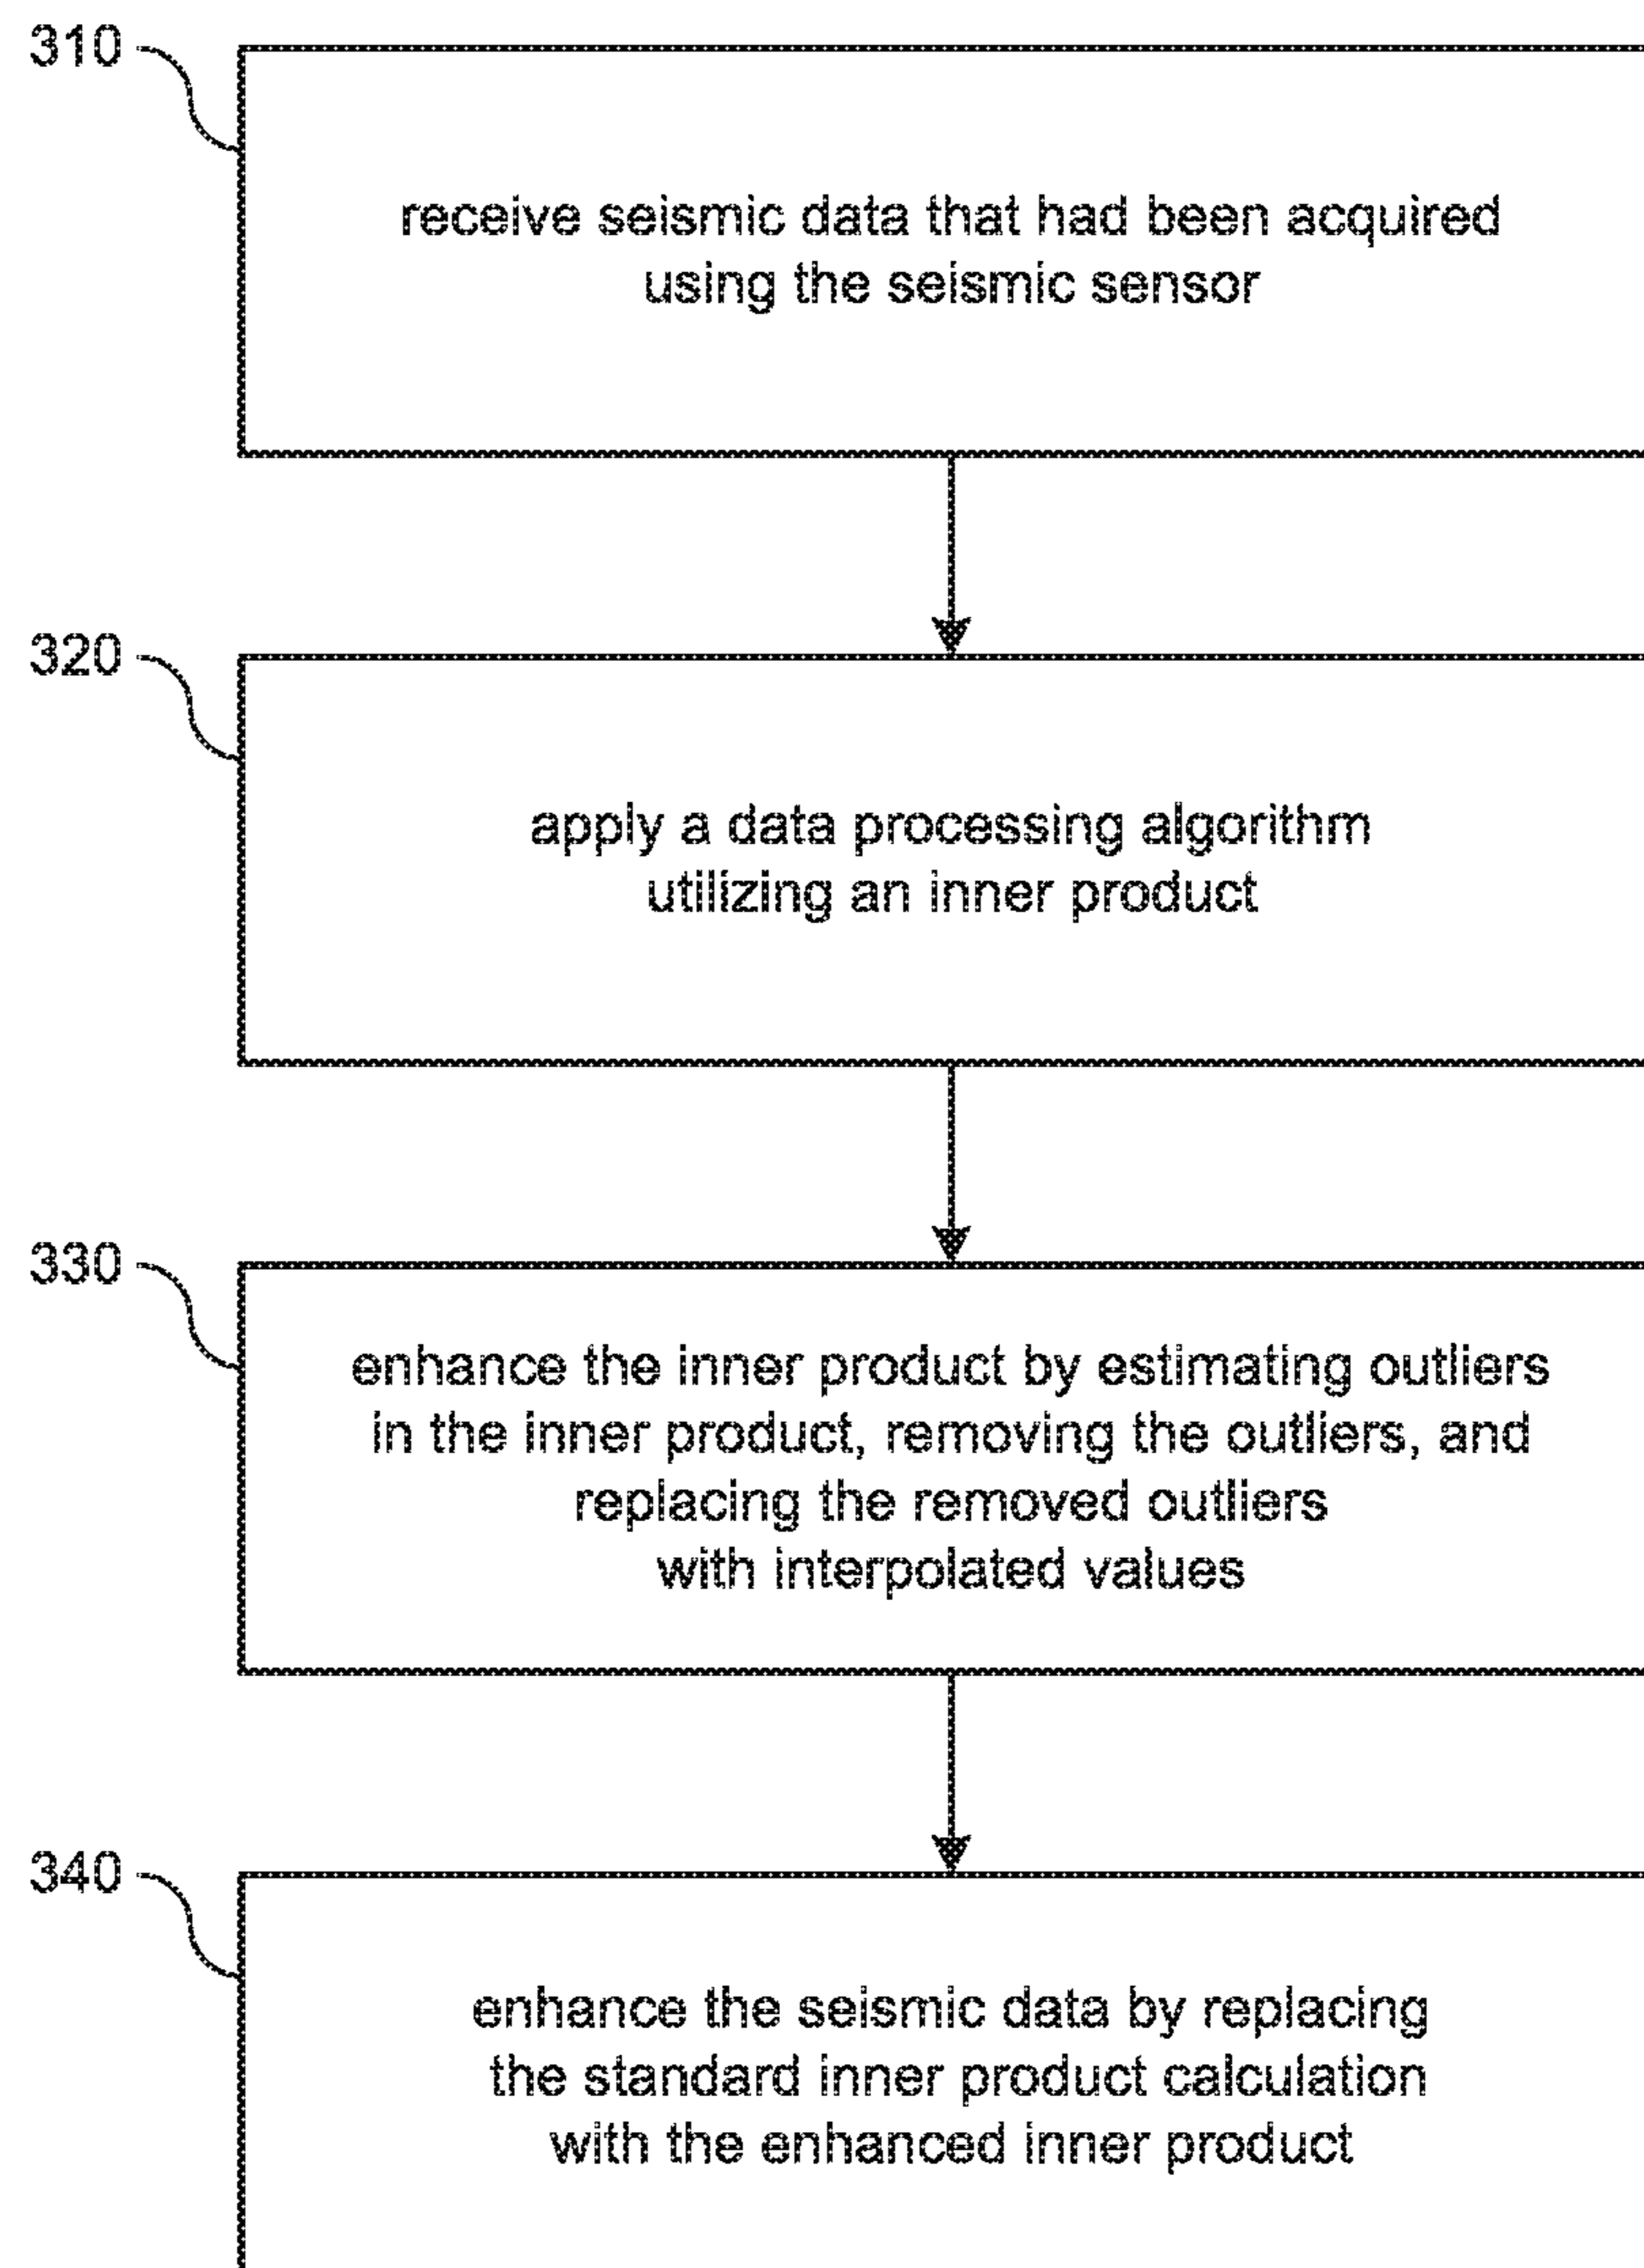 310
receive seismic data that had been acquired
using the seismic sensor
320
apply a data processing algorithm
utilizing an inner product
330
enhance the inner product by estimating outliers
in the inner product, removing the outliers, and
replacing the removed outliers
with interpolated values
340
enhance the seismic data by replacing
the standard inner product calculation
with the enhanced inner product